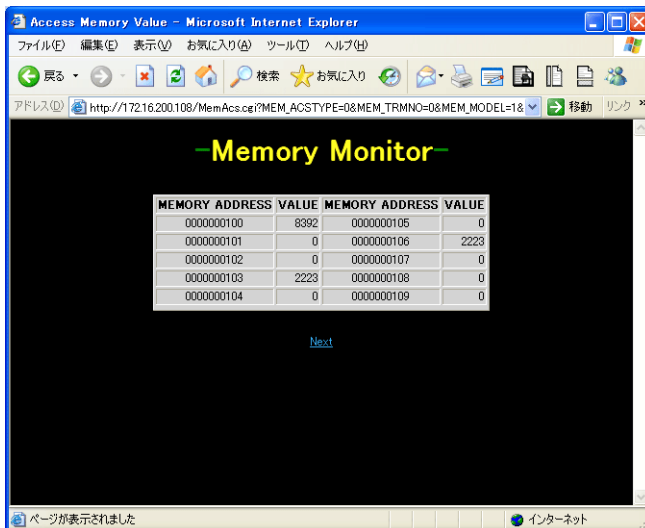 Access Memory Value - Microsoft Internet Explorer
ファイル(F) 編集(E) 表示(V) お気に入り(A) ツール(T) ヘルプ(H)
戻る 検索 お気に入り
アドレス(D) http://172.16.200.108/MemAcs.cgi?MEM_ACSTYPE=0&MEM_TRMNO=0&MEM_MODEL=1& 移動 リンク »
-Memory Monitor-
MEMORY ADDRESS VALUE MEMORY ADDRESS VALUE
0000000100 8392 0000000105 0
0000000101 0 0000000106 2223
0000000102 0 0000000107 0
0000000103 2223 0000000108 0
0000000104 0 0000000109 0
Next
ページが表示されました インターネット